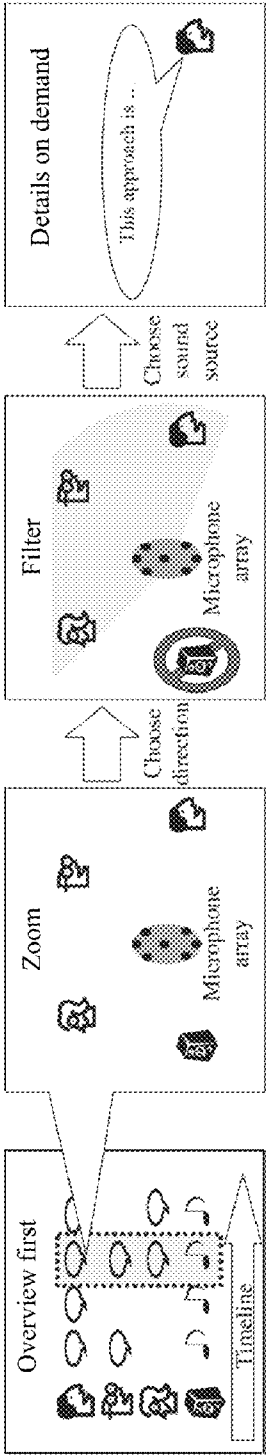 Overview first
Timeline
Zoom
Microphone
array
Choose
direction
Filter
Microphone
array
Choose
sound
source
Details on demand
This approach is ..